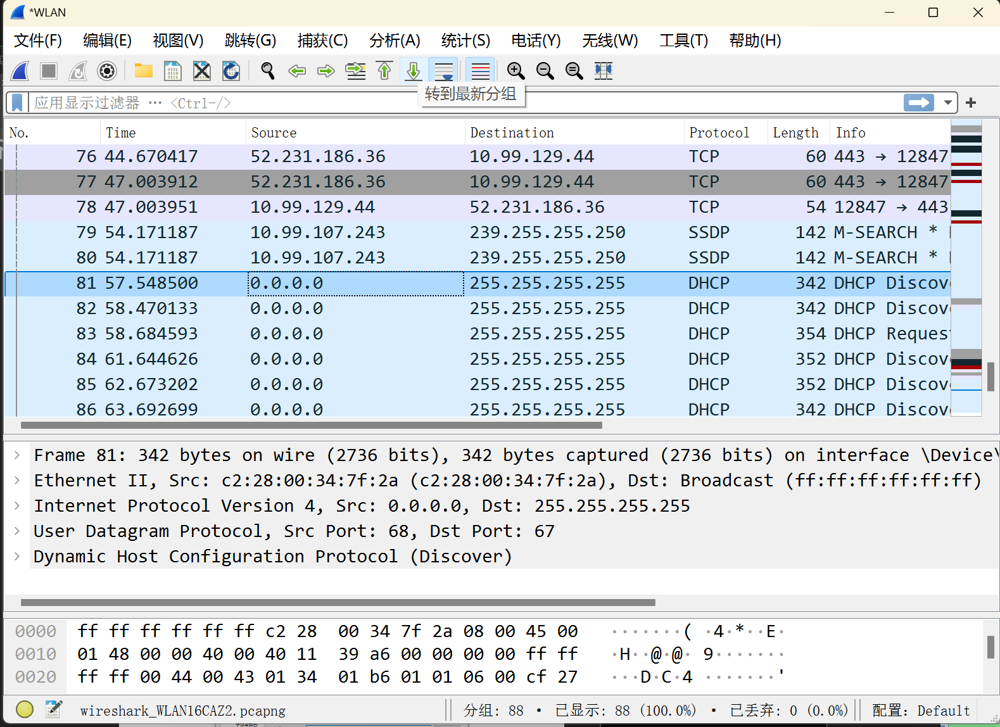 *WLAN
文件(F) 编辑(E) 视图(V) 跳转(G) 捕获(C) 分析(A) 统计(S) 电话(Y) 无线(W) 工具(T) 帮助(H)
转到最新分组
应用显示过滤器 … <Ctrl-/>
No. Time Source Destination Protocol Length Info
76 44.670417 52.231.186.36 10.99.129.44 TCP 60 443 → 12847
77 47.003912 52.231.186.36 10.99.129.44 TCP 60 443 → 12847
78 47.003951 10.99.129.44 52.231.186.36 TCP 54 12847 → 443
79 54.171187 10.99.107.243 239.255.255.250 SSDP 142 M-SEARCH *
80 54.171187 10.99.107.243 239.255.255.250 SSDP 142 M-SEARCH *
81 57.548500 0.0.0.0 255.255.255.255 DHCP 342 DHCP Discov
82 58.470133 0.0.0.0 255.255.255.255 DHCP 342 DHCP Discov
83 58.684593 0.0.0.0 255.255.255.255 DHCP 354 DHCP Reques
84 61.644626 0.0.0.0 255.255.255.255 DHCP 352 DHCP Discov
85 62.673202 0.0.0.0 255.255.255.255 DHCP 352 DHCP Discov
86 63.692699 0.0.0.0 255.255.255.255 DHCP 342 DHCP Discov
Frame 81: 342 bytes on wire (2736 bits), 342 bytes captured (2736 bits) on interface \Device\
Ethernet II, Src: c2:28:00:34:7f:2a (c2:28:00:34:7f:2a), Dst: Broadcast (ff:ff:ff:ff:ff:ff)
Internet Protocol Version 4, Src: 0.0.0.0, Dst: 255.255.255.255
User Datagram Protocol, Src Port: 68, Dst Port: 67
Dynamic Host Configuration Protocol (Discover)
0000 ff ff ff ff ff ff c2 28 00 34 7f 2a 08 00 45 00 ·······( ·4·*··E·
0010 01 48 00 00 40 00 40 11 39 a6 00 00 00 00 ff ff ·H··@·@· 9·······
0020 ff ff 00 44 00 43 01 34 01 b6 01 01 06 00 cf 27 ···D·C·4 ·······'
wireshark_WLAN16CAZ2.pcapng 分组: 88 · 已显示: 88 (100.0%) · 已丢弃: 0 (0.0%) 配置: Default